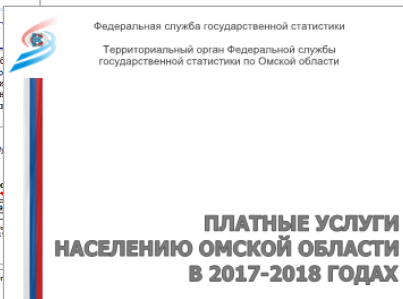 Федеральная служба государственной статистики
Территориальный орган Федеральной службы
государственной статистики по Омской области
ПЛАТНЫЕ УСЛУГИ
НАСЕЛЕНИЮ ОМСКОЙ ОБЛАСТИ
В 2017-2018 ГОДАХ